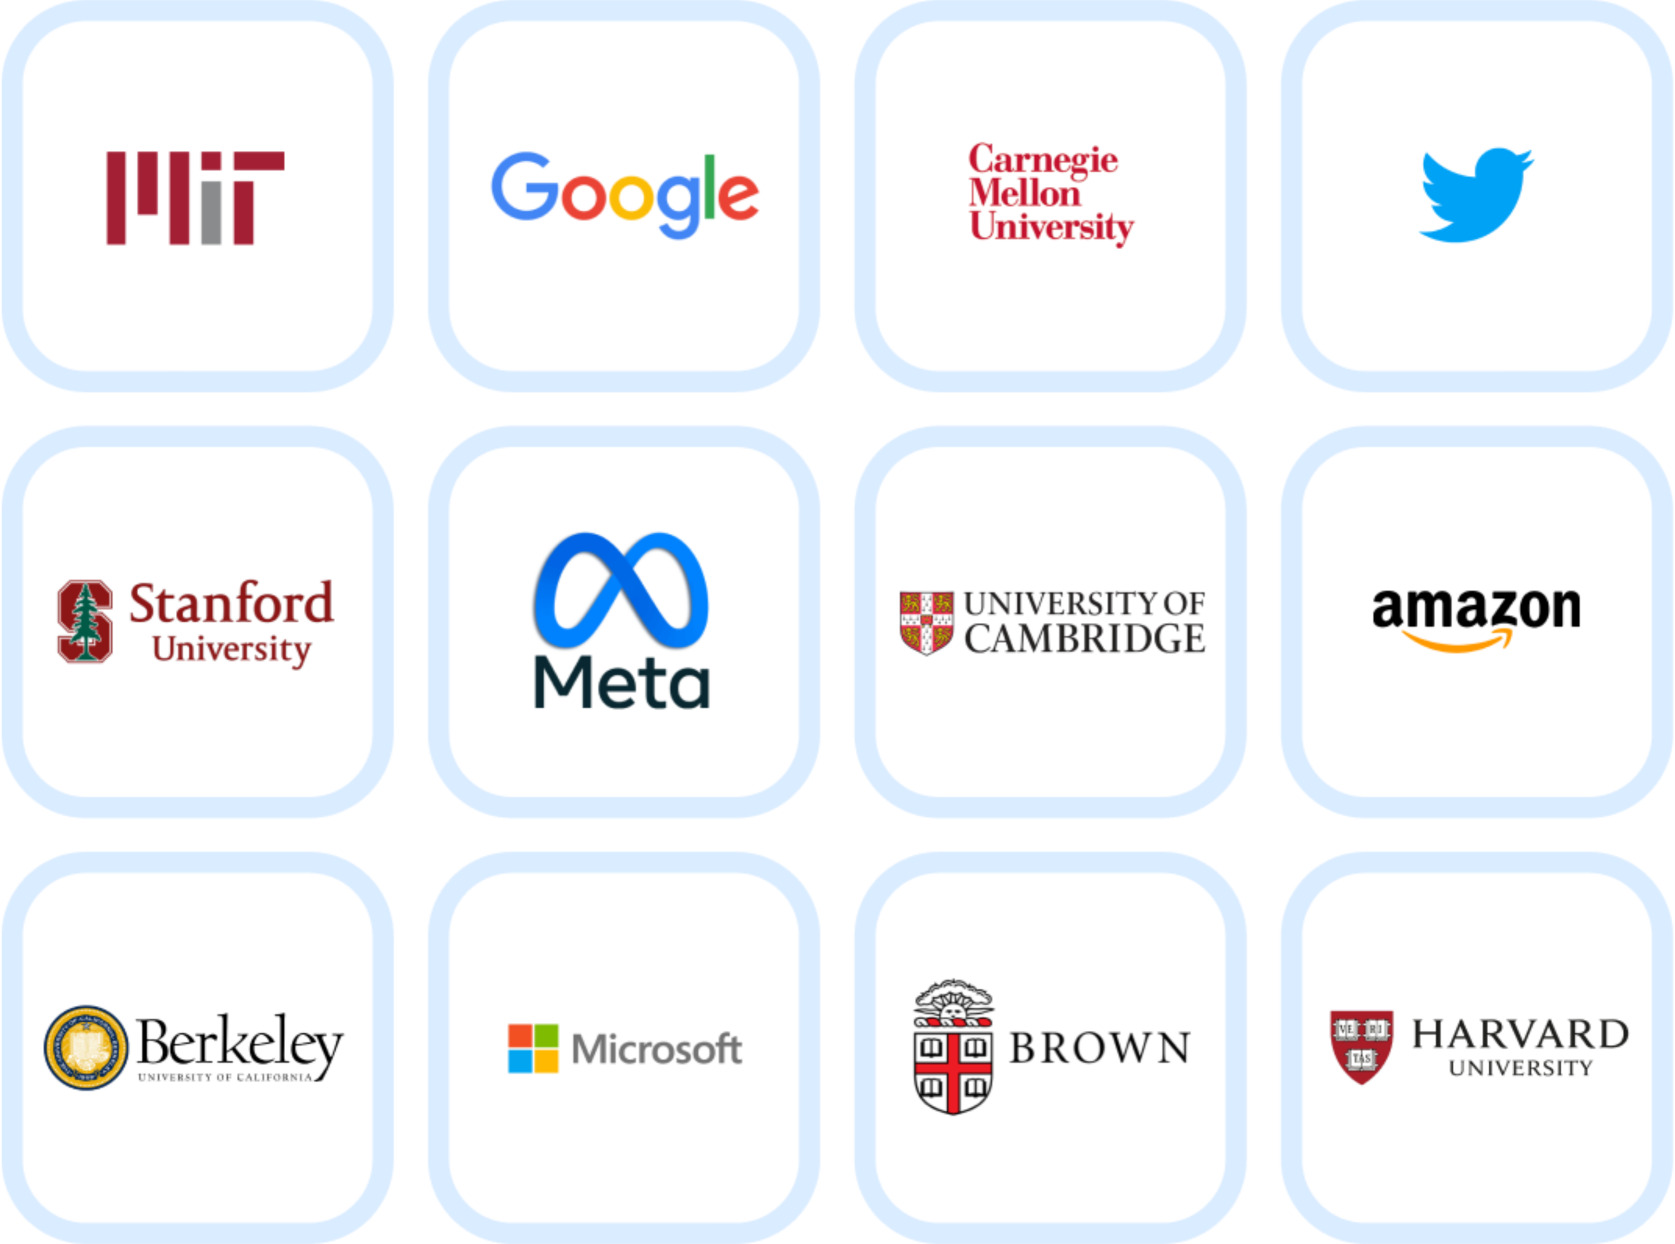 MIT
Google
Carnegie
Mellon
University
Stanford
University
Meta
UNIVERSITY OF
CAMBRIDGE
amazon
Berkeley
UNIVERSITY OF CALIFORNIA
Microsoft
BROWN
VE RI
TAS
HARVARD
UNIVERSITY